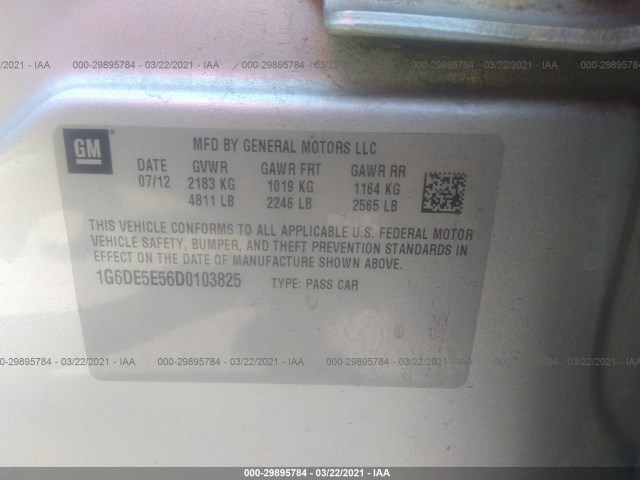 000-29895784 - 03/22/2021 - IAA
GM
MFD BY GENERAL MOTORS LLC
DATE GVWR GAWR FRT GAWR RR
07/12 2183 KG 1019 KG 1164 KG
4811 LB 2246 LB 2565 LB
THIS VEHICLE CONFORMS TO ALL APPLICABLE U.S. FEDERAL MOTOR
VEHICLE SAFETY, BUMPER, AND THEFT PREVENTION STANDARDS IN
EFFECT ON THE DATE OF MANUFACTURE SHOWN ABOVE.
1G6DE5E56D0103825 TYPE: PASS CAR
000-29895784 - 03/22/2021 - IAA
000-29895784 - 03/22/2021 - IAA